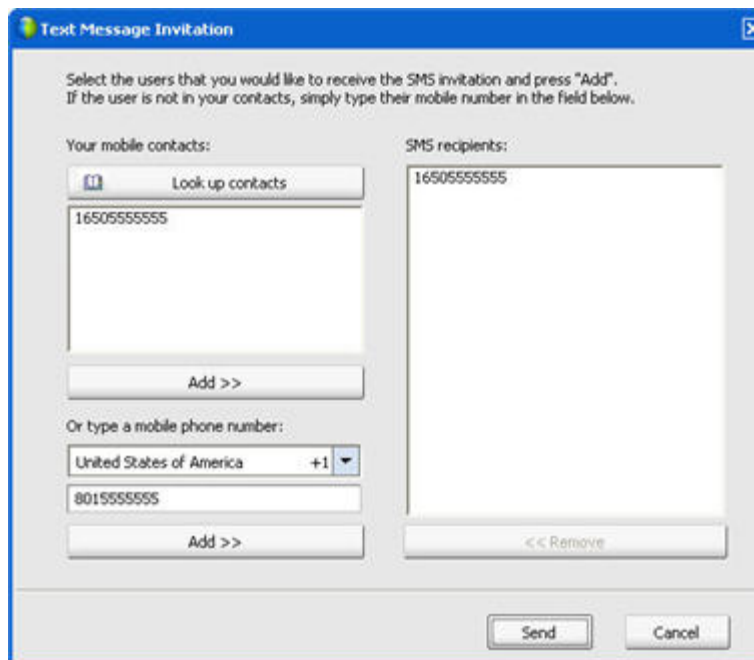 Text Message Invitation
Select the users that you would like to receive the SMS invitation and press "Add".
If the user is not in your contacts, simply type their mobile number in the field below.
Your mobile contacts:
Look up contacts
16505555555
Add >>
Or type a mobile phone number:
United States of America +1
8015555555
Add >>
SMS recipients:
16505555555
<< Remove
Send
Cancel